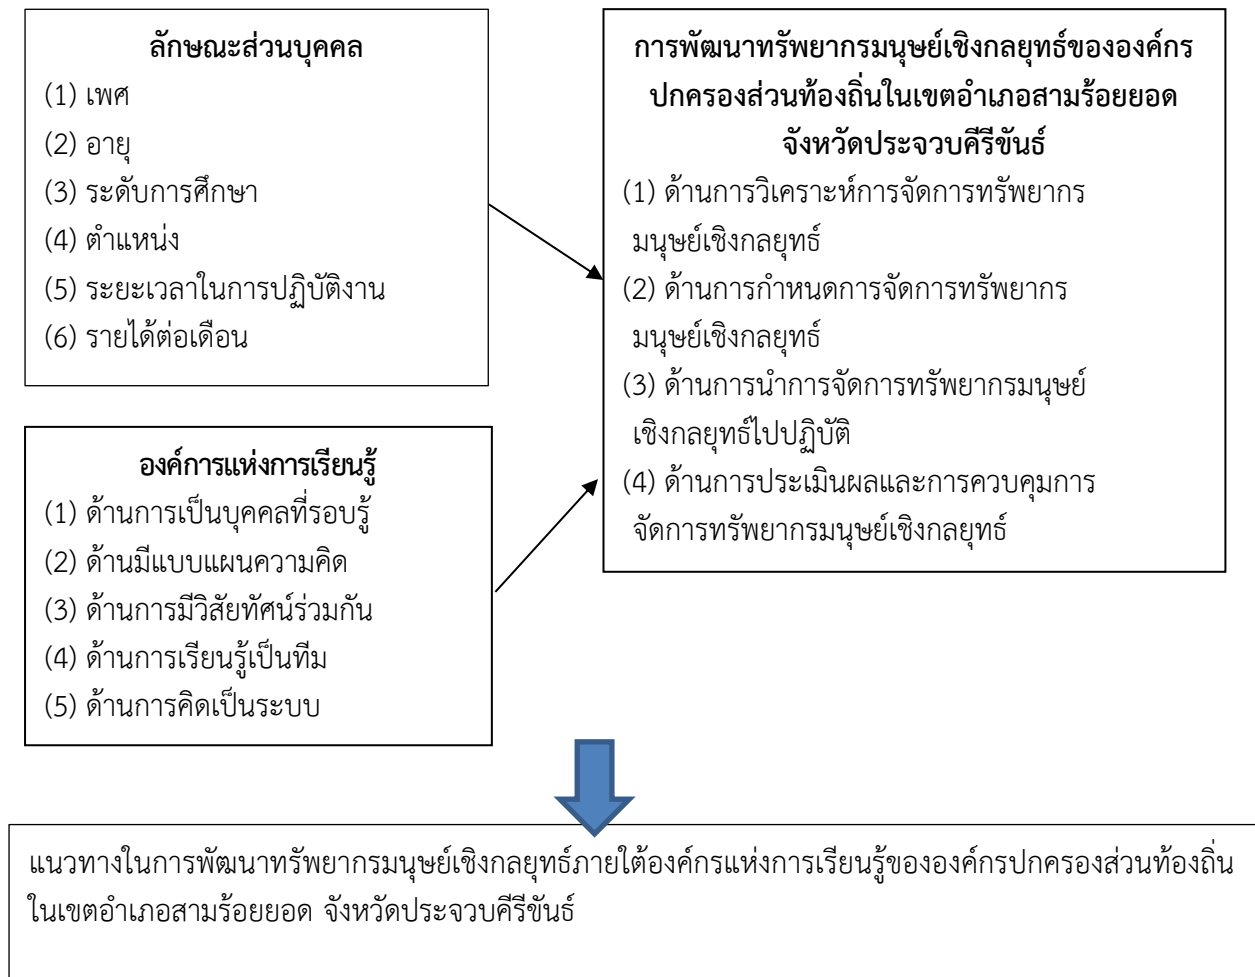 ลักษณะส่วนบุคคล
(1) เพศ
(2) อายุ
(3) ระดับการศึกษา
(4) ตำแหน่ง
(5) ระยะเวลาในการปฏิบัติงาน
(6) รายได้ต่อเดือน
องค์การแห่งการเรียนรู้
(1) ด้านการเป็นบุคคลที่รอบรู้
(2) ด้านมีแบบแผนความคิด
(3) ด้านการมีวิสัยทัศน์ร่วมกัน
(4) ด้านการเรียนรู้เป็นทีม
(5) ด้านการคิดเป็นระบบ
การพัฒนาทรัพยากรมนุษย์เชิงกลยุทธ์ขององค์กร
ปกครองส่วนท้องถิ่นในเขตอำเภอสามร้อยยอด
จังหวัดประจวบคีรีขันธ์
(1) ด้านการวิเคราะห์การจัดการทรัพยากร
มนุษย์เชิงกลยุทธ์
(2) ด้านการกำหนดการจัดการทรัพยากร
มนุษย์เชิงกลยุทธ์
(3) ด้านการนำการจัดการทรัพยากรมนุษย์
เชิงกลยุทธ์ไปปฏิบัติ
(4) ด้านการประเมินผลและการควบคุมการ
จัดการทรัพยากรมนุษย์เชิงกลยุทธ์
แนวทางในการพัฒนาทรัพยากรมนุษย์เชิงกลยุทธ์ภายใต้องค์กรแห่งการเรียนรู้ขององค์กรปกครองส่วนท้องถิ่น
ในเขตอำเภอสามร้อยยอด จังหวัดประจวบคีรีขันธ์